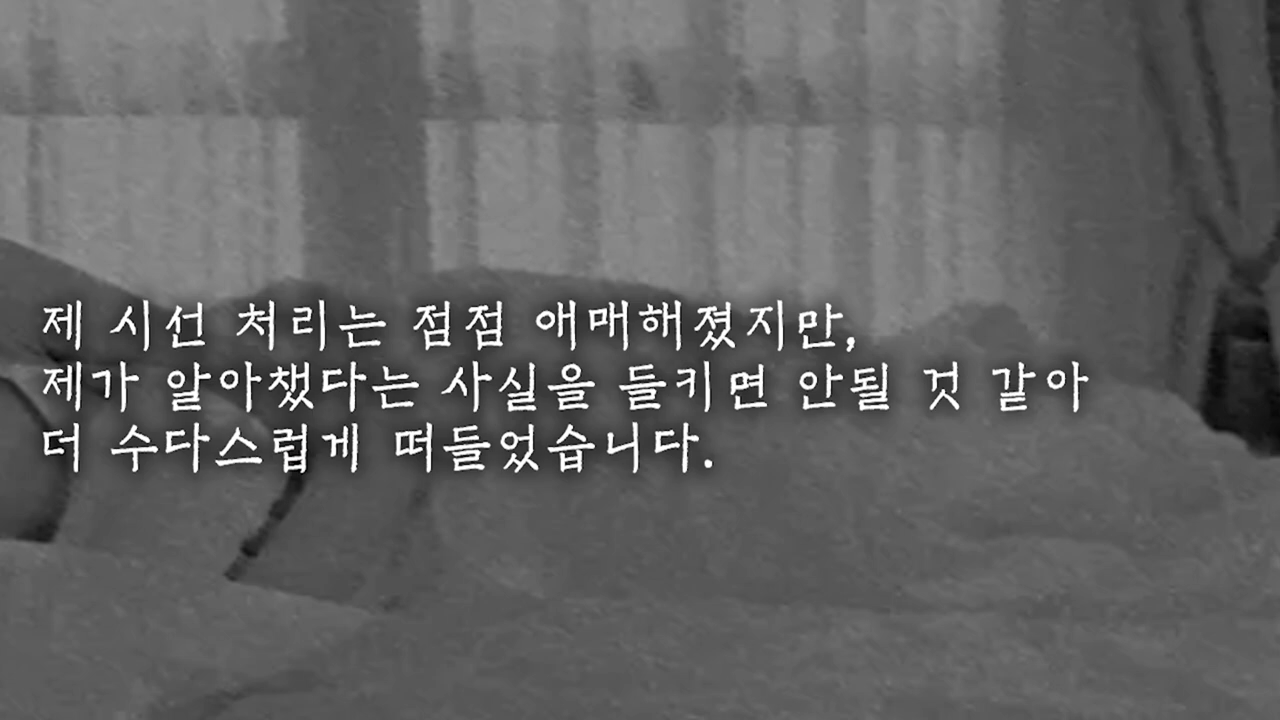 제 시선 처리는 점점 애매해졌지만,
제가 알아챘다는 사실을 들키면 안될 것 같아
더 수다스럽게 떠들었습니다.